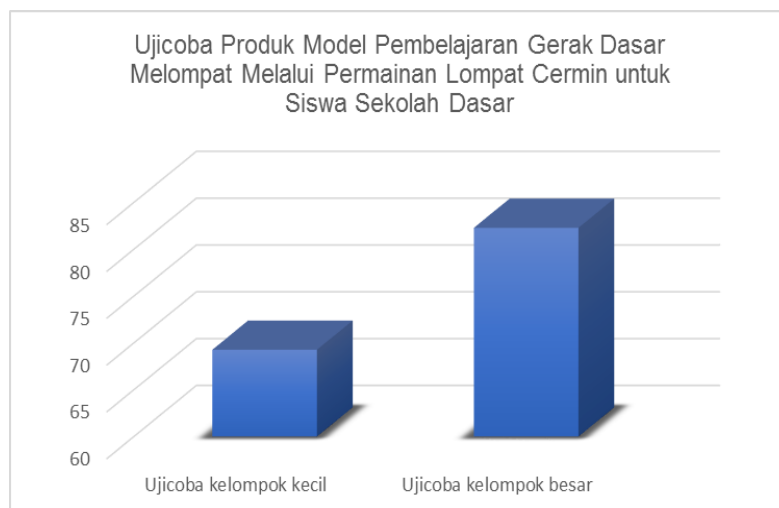 Ujicoba Produk Model Pembelajaran Gerak Dasar
Melompat Melalui Permainan Lompat Cermin untuk
Siswa Sekolah Dasar
85
80
75
70
65
60
Ujicoba kelompok kecil
Ujicoba kelompok besar